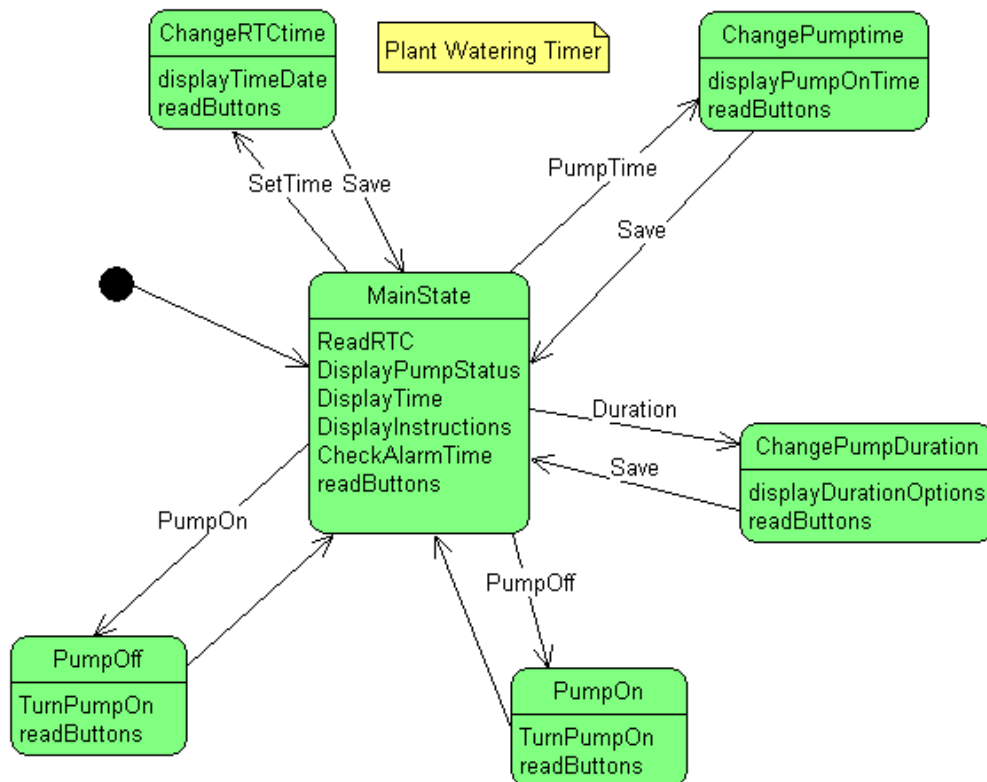 ChangeRTCtime
displayTimeDate
readButtons
Plant Watering Timer
ChangePumptime
displayPumpOnTime
readButtons
SetTime
Save
PumpTime
Save
MainState
ReadRTC
DisplayPumpStatus
DisplayTime
DisplayInstructions
CheckAlarmTime
readButtons
Duration
Save
ChangePumpDuration
displayDurationOptions
readButtons
PumpOn
PumpOff
PumpOff
TurnPumpOn
readButtons
PumpOn
TurnPumpOn
readButtons